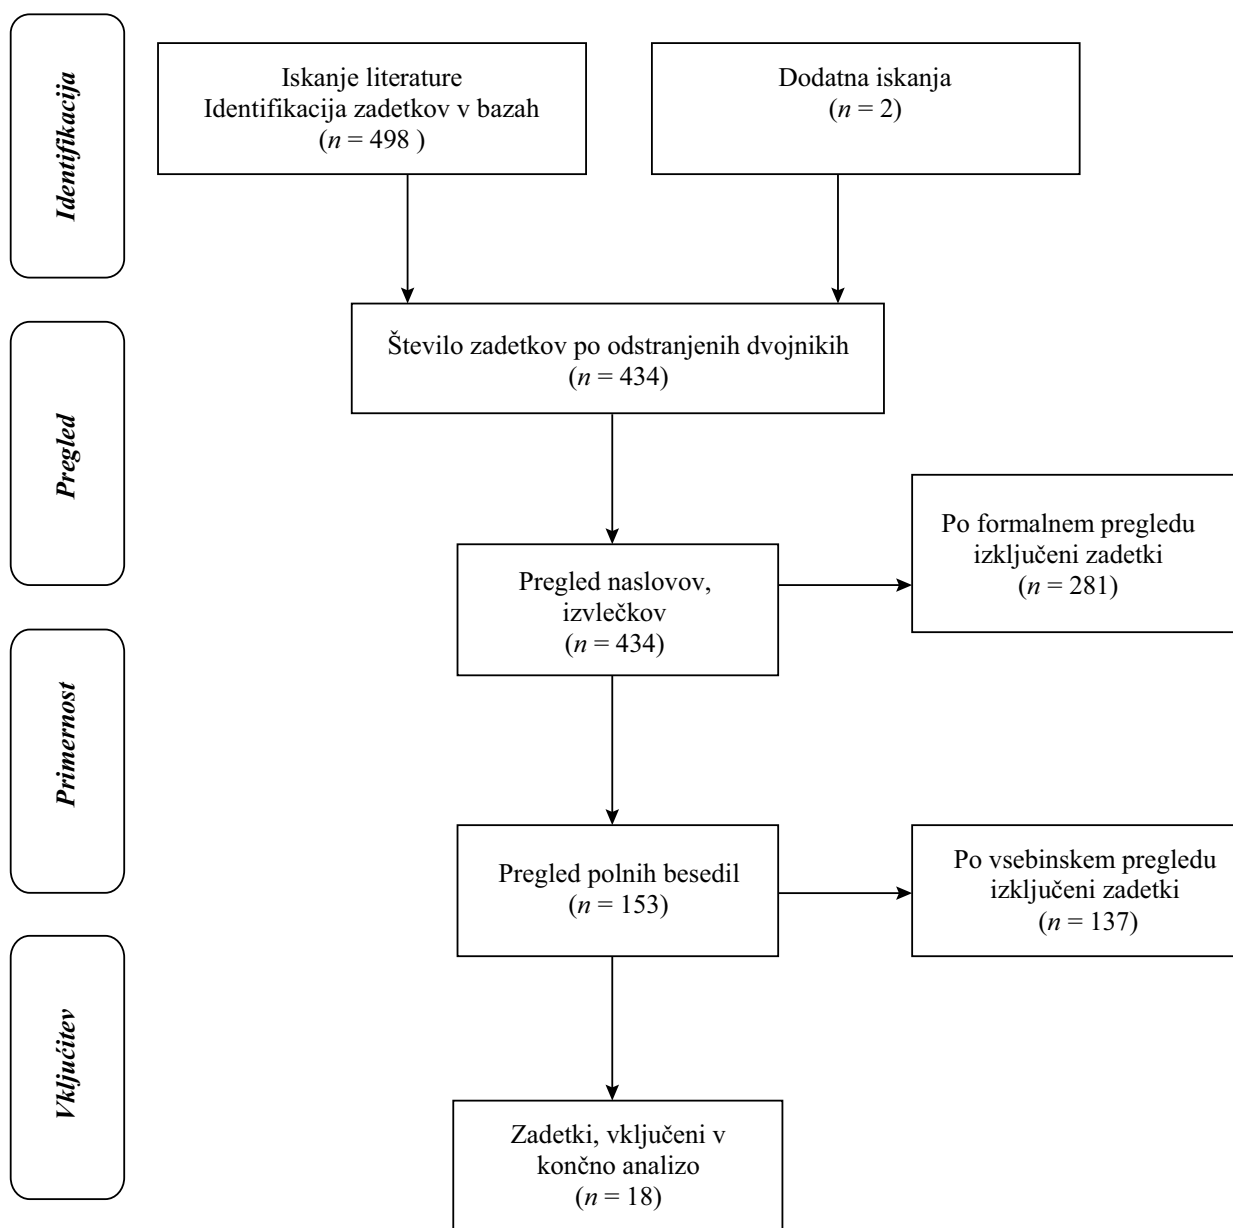 Identifikacija
Iskanje literature
Identifikacija zadetkov v bazah
(n = 498 )
Dodatna iskanja
(n = 2)
Pregled
Število zadetkov po odstranjenih dvojnikih
(n = 434)
Pregled naslovov,
izvlečkov
(n = 434)
Po formalnem pregledu
izključeni zadetki
(n = 281)
Primernost
Pregled polnih besedil
(n = 153)
Po vsebinskem pregledu
izključeni zadetki
(n = 137)
Vkljućitev
Zadetki, vključeni v
končno analizo
(n = 18)